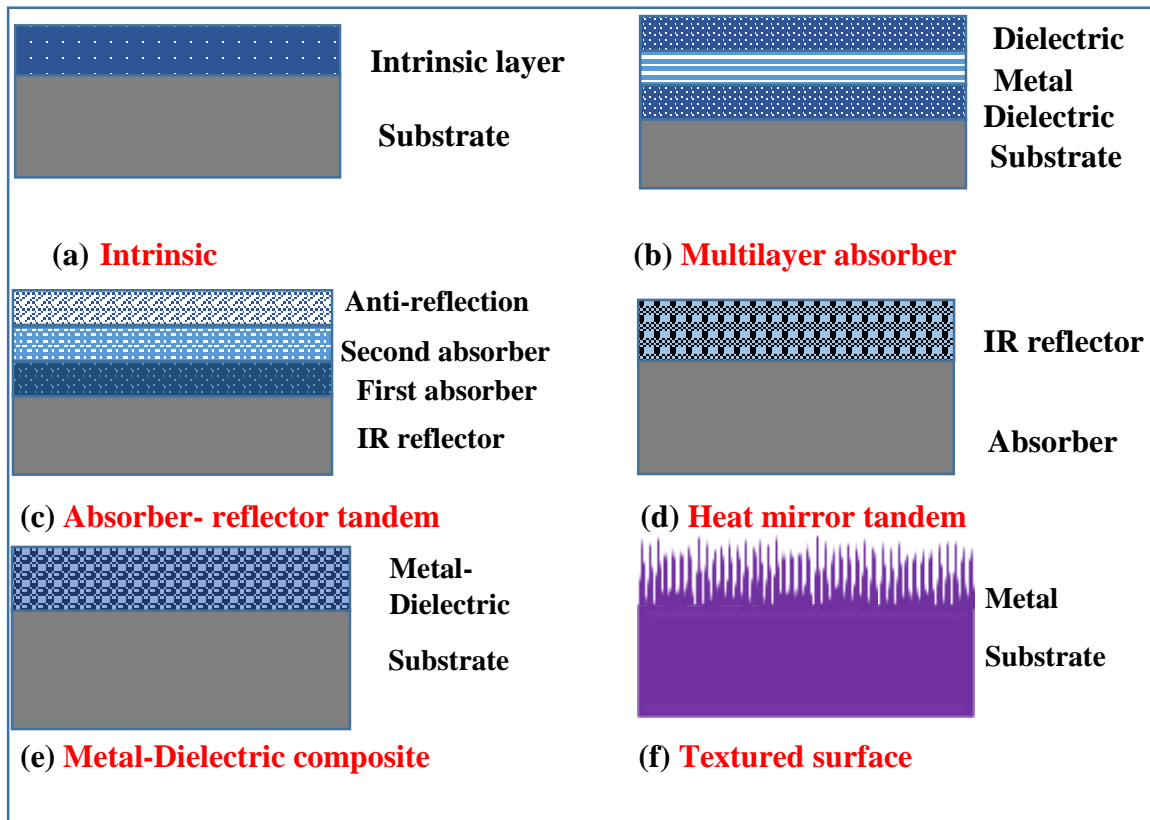 Intrinsic layer
Substrate
(a) Intrinsic
Dielectric
Metal
Dielectric
Substrate
(b) Multilayer absorber
Anti-reflection
Second absorber
First absorber
IR reflector
(c) Absorber- reflector tandem
IR reflector
Absorber
(d) Heat mirror tandem
Metal-
Dielectric
Substrate
(e) Metal-Dielectric composite
Metal
Substrate
(f) Textured surface